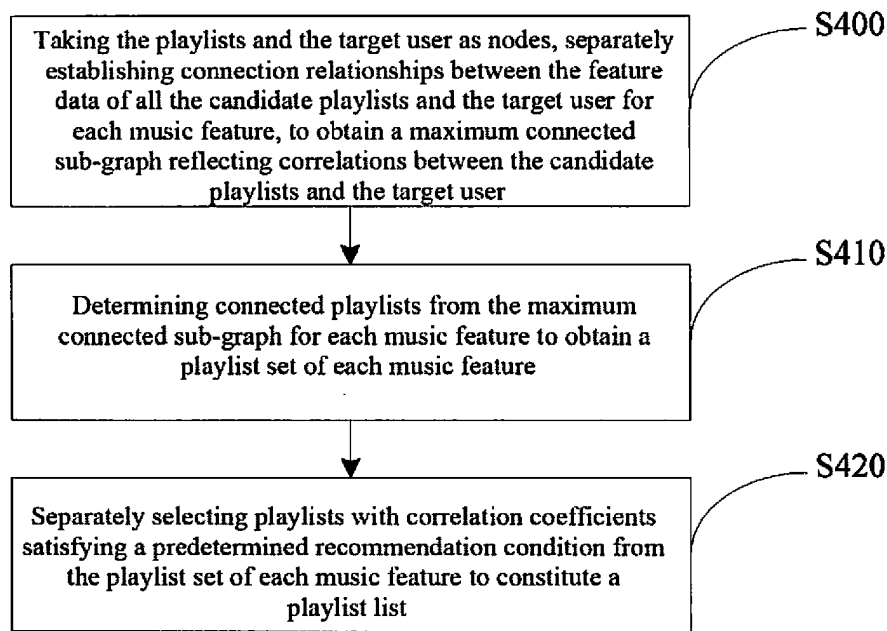 Taking the playlists and the target user as nodes, separately
establishing connection relationships between the feature
data of all the candidate playlists and the target user for
each music feature, to obtain a maximum connected
sub-graph reflecting correlations between the candidate
playlists and the target user
S400
Determining connected playlists from the maximum
connected sub-graph for each music feature to obtain a
playlist set of each music feature
S410
Separately selecting playlists with correlation coefficients
satisfying a predetermined recommendation condition from
the playlist set of each music feature to constitute a
playlist list
S420